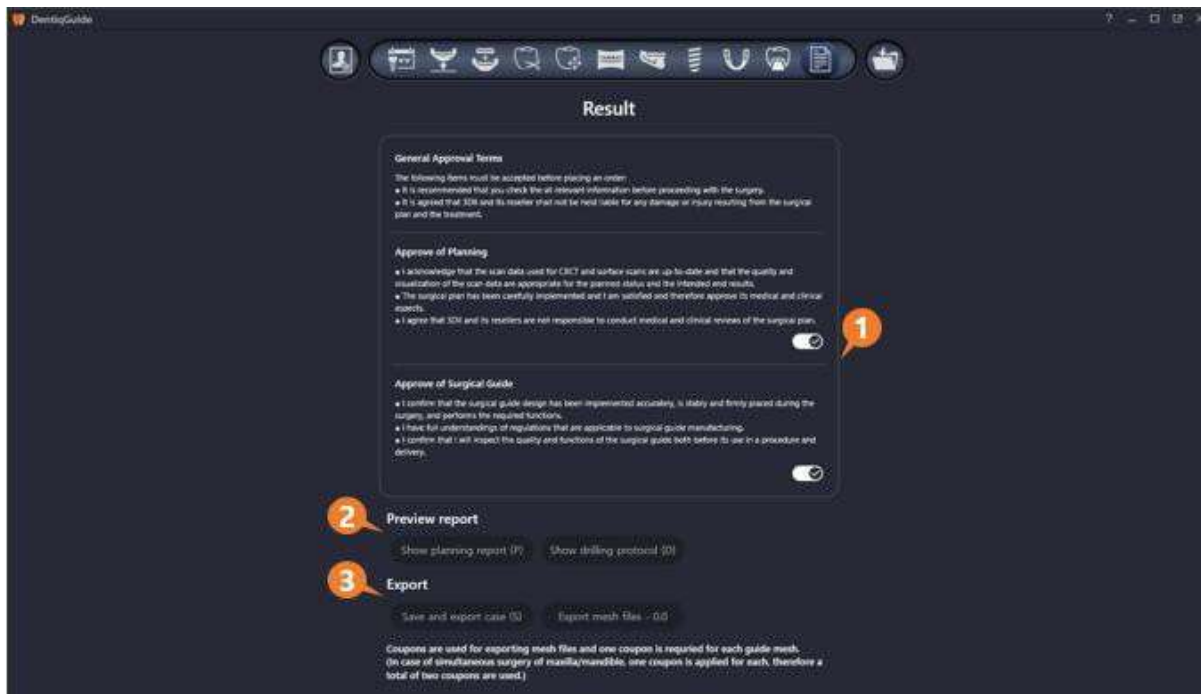 DentiqGuide
Result
General Approval Terms
The following items must be accepted before placing an order:
• It is recommended that you check the all relevant information before proceeding with the surgery.
• It is agreed that 3DII and its reseller shall not be held liable for any damage or injury resulting from the surgical
plan and the treatment.
Approve of Planning
• I acknowledge that the scan data used for CBCT and surface scans are up-to-date and that the quality and
visualization of the scan data are appropriate for the planned status and the intended end results.
• The surgical plan has been carefully implemented and I am satisfied and therefore approve its medical and clinical
aspects.
• I agree that 3DII and its resellers are not responsible to conduct medical and clinical reviews of the surgical plan.
1
Approve of Surgical Guide
• I confirm that the surgical guide design has been implemented accurately, is stably and firmly placed during the
surgery, and performs the required functions.
• I have full understandings of regulations that are applicable to surgical guide manufacturing.
• I confirm that I will inspect the quality and functions of the surgical guide both before its use in a procedure and
delivery.
2
Preview report
Show planning report (P) Show drilling protocol (D)
3
Export
Save and export case (S) Export mesh files -
Coupons are used for exporting mesh files and one coupon is requried for each guide mesh.
(In case of simultaneous surgery of maxilla/mandible, one coupon is applied for each, therefore a
total of two coupons are used.)